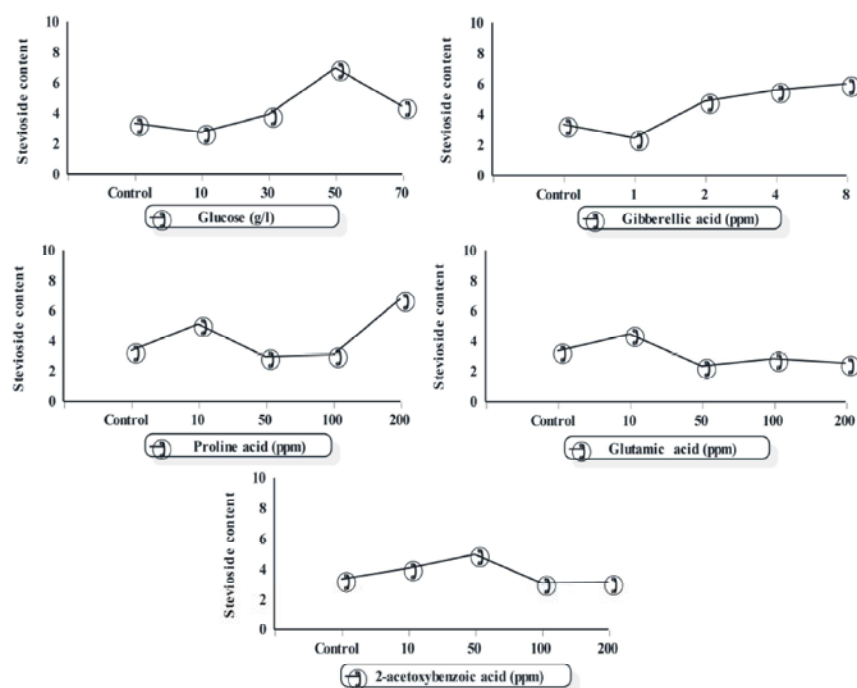 10
8
6
4
2
0
Stevioside content
Control 10 30 50 70
Glucose (g/l)
10
8
6
4
2
0
Stevioside content
Control 1 2 4 8
Gibberellic acid (ppm)
10
8
6
4
2
0
Stevioside content
Control 10 50 100 200
Proline acid (ppm)
10
8
6
4
2
0
Stevioside content
Control 10 50 100 200
Glutamic acid (ppm)
10
8
6
4
2
0
Stevioside content
Control 10 50 100 200
2-acetoxybenzoic acid (ppm)